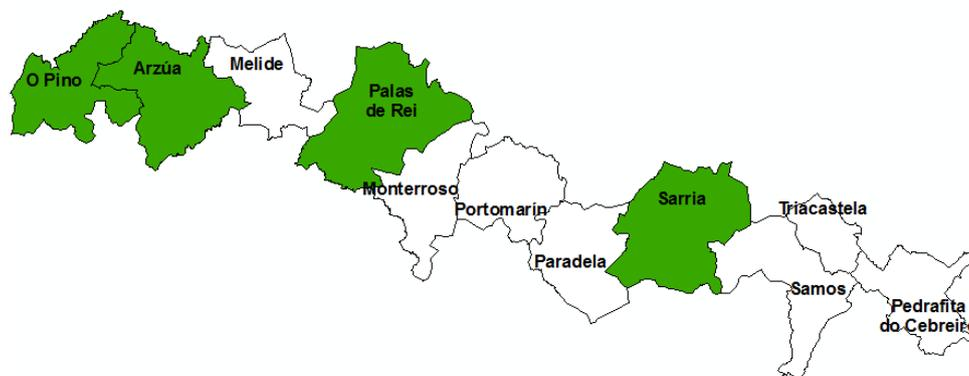 O Pino
Arzúa
Melide
Palas
de Rei
Monterroso
Portomarín
Paradela
Sarria
Triacastela
Samos
Pedrafita
do Cebreiro